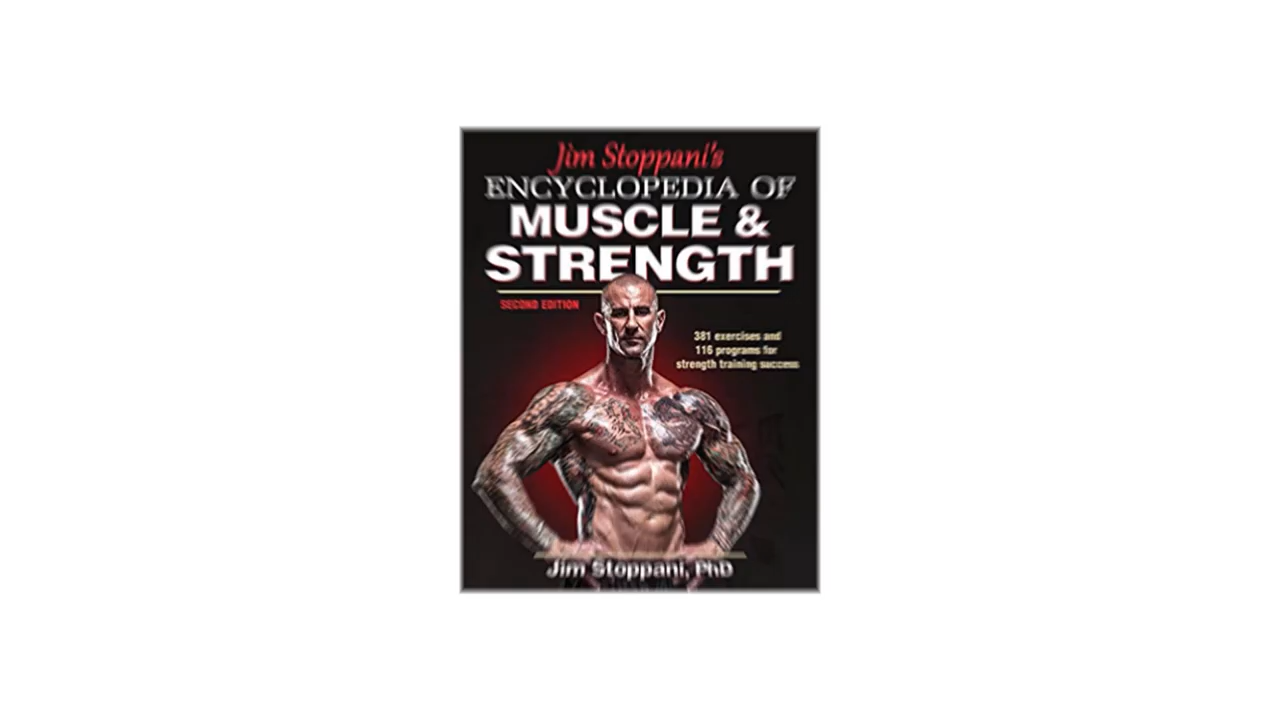 Jim Stoppani's
ENCYCLOPEDIA OF
MUSCLE &
STRENGTH
SECOND EDITION
381 exercises and
116 programs for
strength training success
Jim Stoppani, PhD